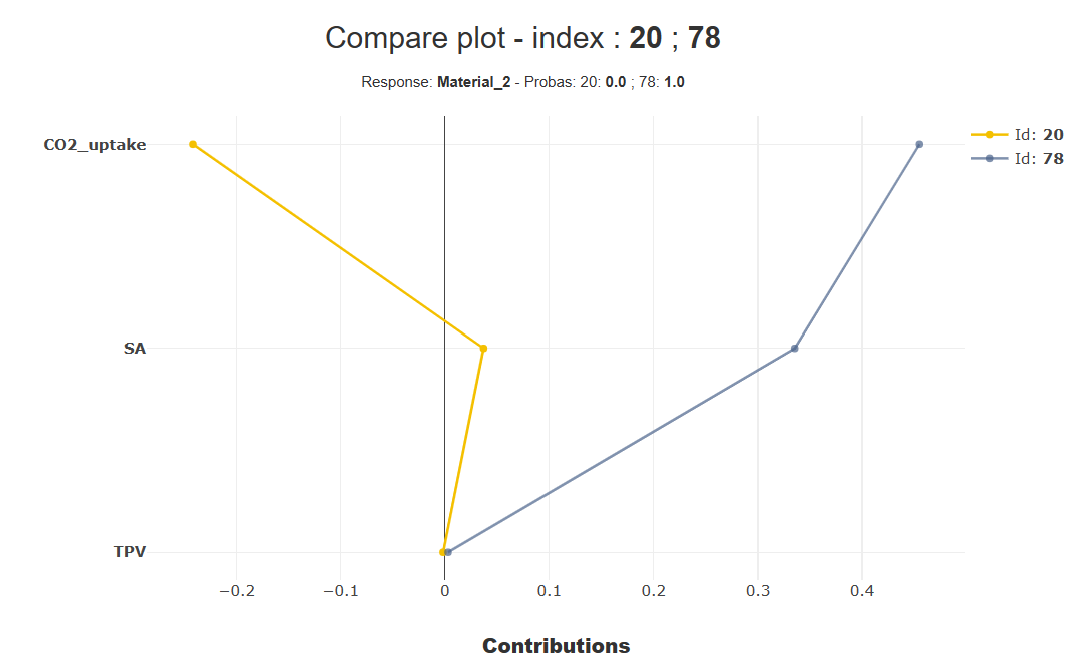 Compare plot - index : 20 ; 78
Response: Material_2 - Probas: 20: 0.0 ; 78: 1.0
CO2_uptake
SA
TPV
Id: 20
Id: 78
−0.2 −0.1 0 0.1 0.2 0.3 0.4
Contributions